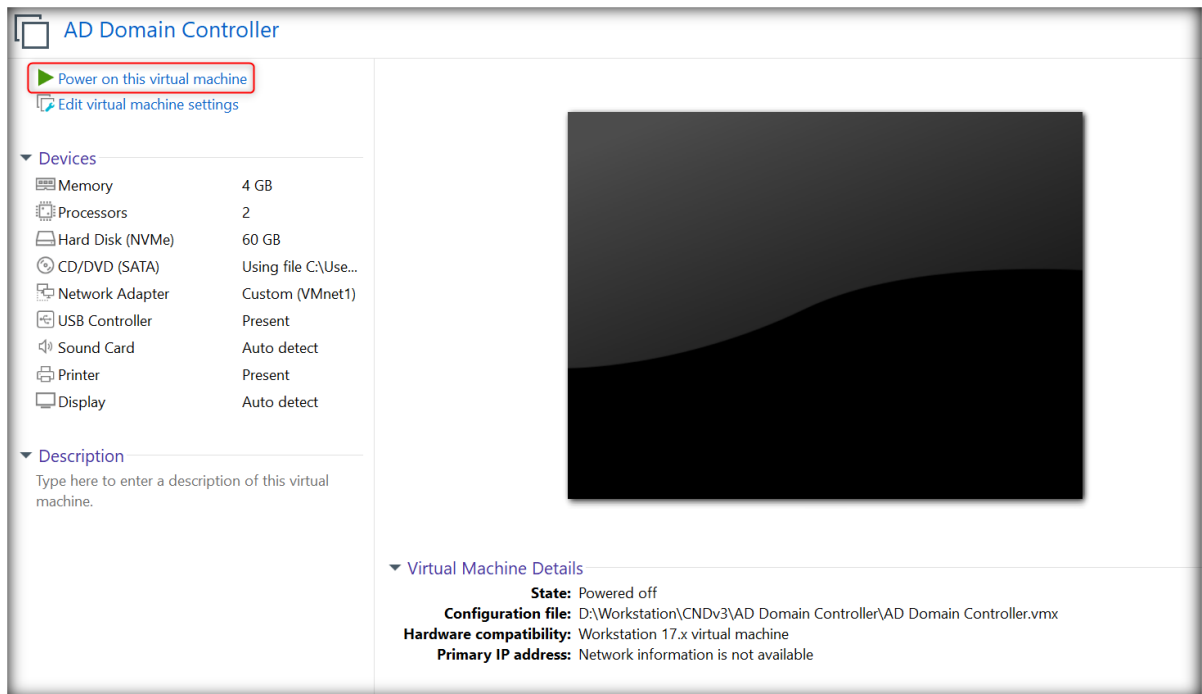 AD Domain Controller
Power on this virtual machine
Edit virtual machine settings
Devices
Memory 4 GB
Processors 2
Hard Disk (NVMe) 60 GB
CD/DVD (SATA) Using file C:\Use...
Network Adapter Custom (VMnet1)
USB Controller Present
Sound Card Auto detect
Printer Present
Display Auto detect
Description
Type here to enter a description of this virtual
machine.
Virtual Machine Details
State: Powered off
Configuration file: D:\Workstation\CNDv3\AD Domain Controller\AD Domain Controller.vmx
Hardware compatibility: Workstation 17.x virtual machine
Primary IP address: Network information is not available